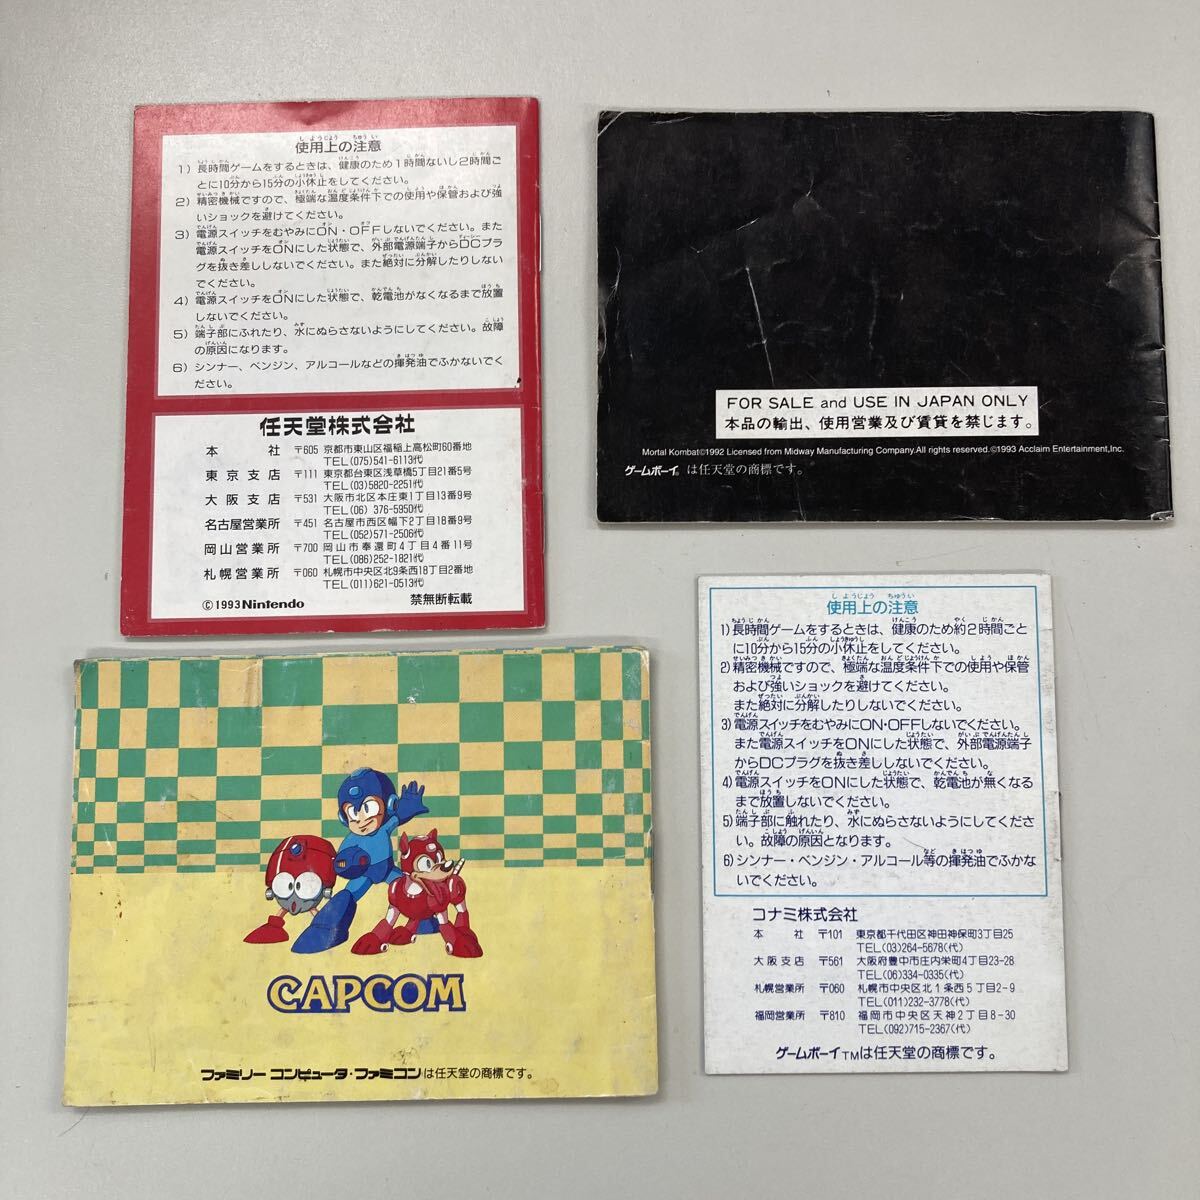 使用上の注意
1) 長時間ゲームをするときは、健康のため1時間ないし2時間ご
とに10分から15分の小休止をしてください。
2) 精密機械ですので、極端な温度条件下での使用や保管および強
いショックを避けてください。
3) 電源スイッチをむやみにON・OFFしないでください。また
電源スイッチをONにした状態で、外部電源端子からDCプラ
グを抜き差ししないでください。また絶対に分解したりしない
でください。
4) 電源スイッチをONにした状態で、乾電池がなくなるまで放置
しないでください。
5) 端子部にふれたり、水にぬらさないようにしてください。故障
の原因になります。
6) シンナー、ベンジン、アルコールなどの揮発油でふかないでく
ださい。
任天堂株式会社
本 社 〒605 京都市東山区福稲上高松町60番地
TEL(075)541-6113代
東京支店 〒111 東京都台東区浅草橋5丁目21番5号
TEL(03)5820-2251代
大阪支店 〒531 大阪市北区本庄東1丁目13番9号
TEL(06) 376-5950代
名古屋営業所 〒451 名古屋市西区幅下2丁目18番9号
TEL(052)571-2506代
岡山営業所 〒700 岡山市奉還町4丁目4番11号
TEL(086)252-1821代
札幌営業所 〒060 札幌市中央区北9条西18丁目2番地
TEL(011)621-0513代
©1993 Nintendo 禁無断転載
FOR SALE and USE IN JAPAN ONLY
本品の輸出、使用営業及び賃貸を禁じます。
Mortal Kombat©1992 Licensed from Midway Manufacturing Company.All rights reserved.©1993 Acclaim Entertainment,Inc.
ゲームボーイ® は任天堂の商標です。
CAPCOM
ファミリーコンピュータ・ファミコンは任天堂の商標です。
使用上の注意
1) 長時間ゲームをするときは、健康のため約2時間ごと
に10分から15分の小休止をしてください。
2) 精密機械ですので、極端な温度条件下での使用や保管
および強いショックを避けてください。
また絶対に分解したりしないでください。
3) 電源スイッチをむやみにON・OFFしないでください。
また電源スイッチをONにした状態で、外部電源端子
からDCプラグを抜き差ししないでください。
4) 電源スイッチをONにした状態で、乾電池が無くなる
まで放置しないでください。
5) 端子部に触れたり、水にぬらさないようにしてくださ
い。故障の原因となります。
6) シンナー・ベンジン・アルコール等の揮発油でふかな
いでください。
コナミ株式会社
本 社 〒101 東京都千代田区神田神保町3丁目25
TEL(03)264-5678(代)
大阪支店 〒561 大阪府豊中市庄内栄町4丁目23-28
TEL(06)334-0335(代)
札幌営業所 〒060 札幌市中央区北1条西5丁目2-9
TEL(011)232-3778(代)
福岡営業所 〒810 福岡市中央区天神2丁目8-30
TEL(092)715-2367(代)
ゲームボーイTMは任天堂の商標です。